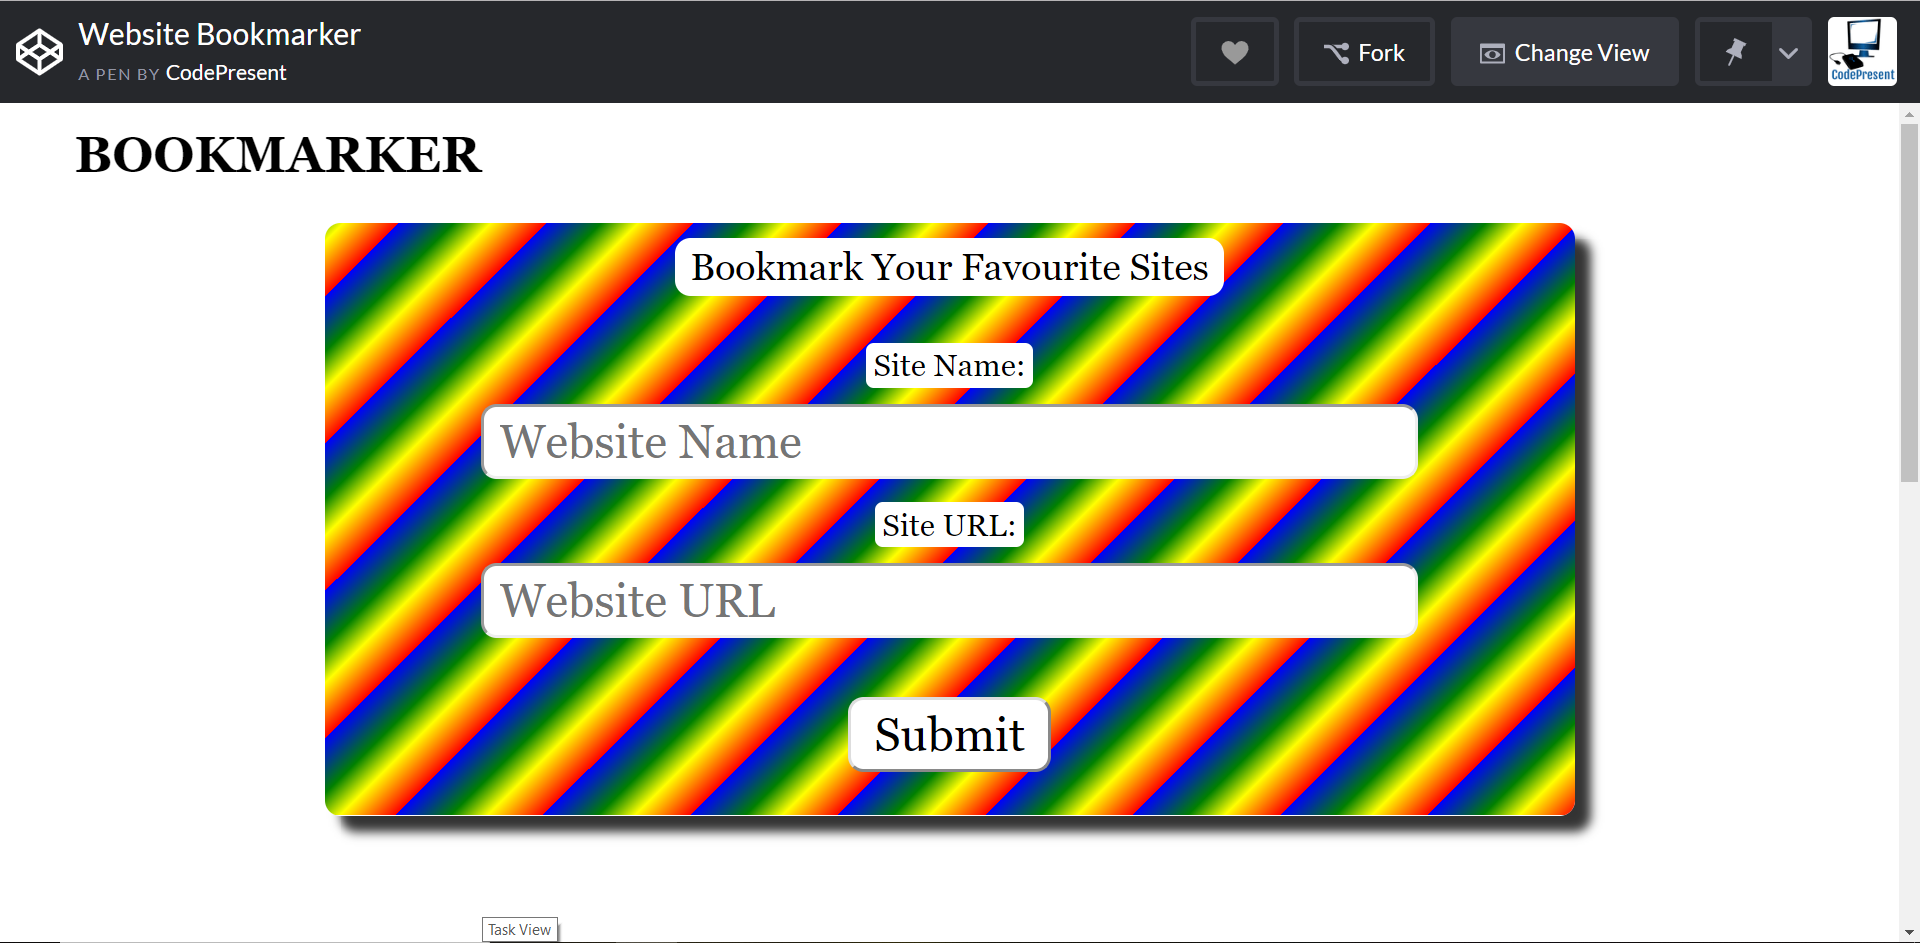 Website Bookmarker
A PEN BY CodePresent
Fork
Change View
CodePresent
BOOKMARKER
Bookmark Your Favourite Sites
Site Name:
Website Name
Site URL:
Website URL
Submit
Task View